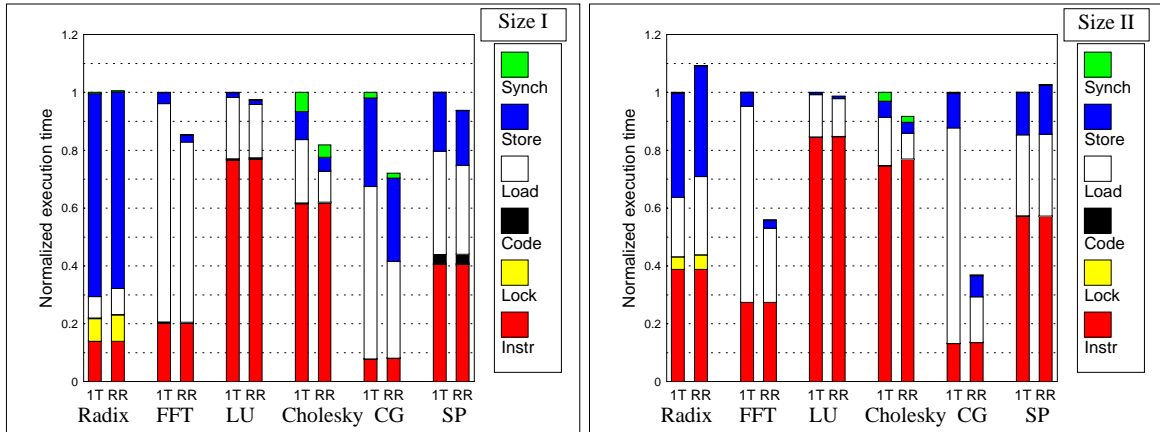 Size I
Synch
Store
Load
Code
Lock
Instr
Normalized execution time
1.2
1
0.8
0.6
0.4
0.2
0
1T RR 1T RR 1T RR 1T RR 1T RR 1T RR
Radix FFT LU Cholesky CG SP
Size II
Synch
Store
Load
Code
Lock
Instr
Normalized execution time
1.2
1
0.8
0.6
0.4
0.2
0
1T RR 1T RR 1T RR 1T RR 1T RR 1T RR
Radix FFT LU Cholesky CG SP